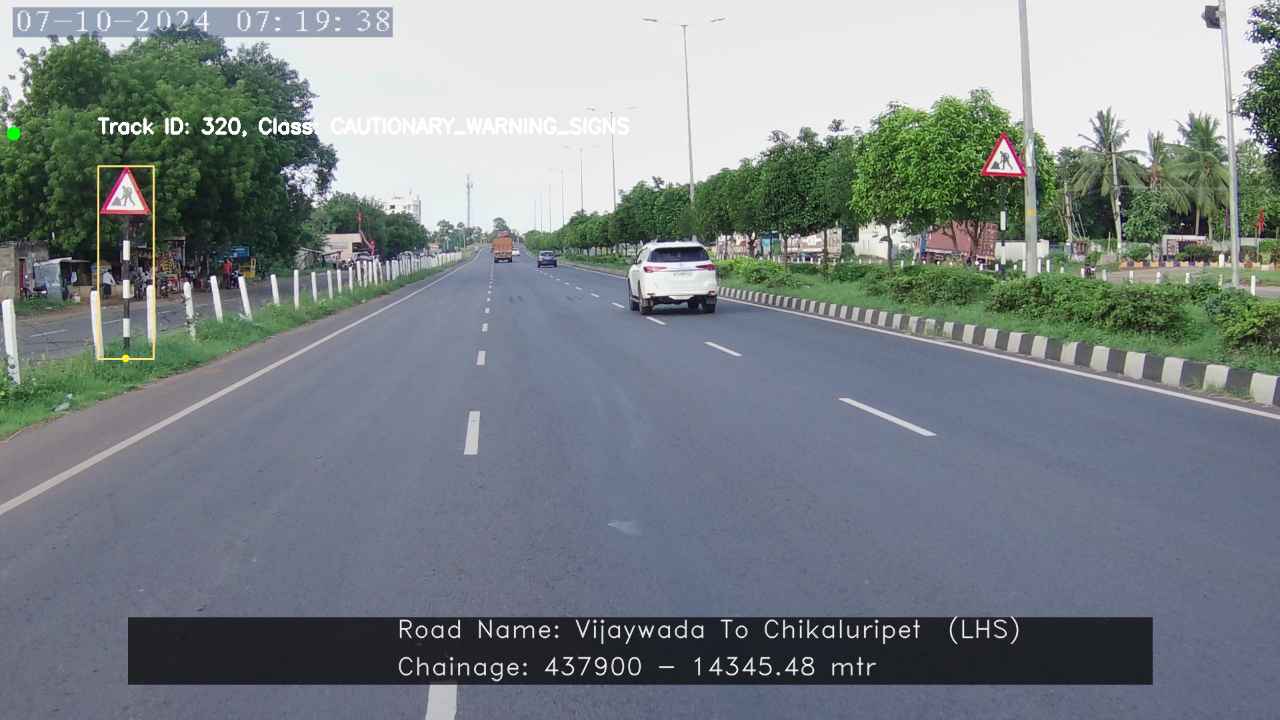 07-10-2024 07:19:38
Track ID: 320, Class: CAUTIONARY_WARNING_SIGNS
Road Name: Vijaywada To Chikaluripet (LHS)
Chainage: 437900 - 14345.48 mtr